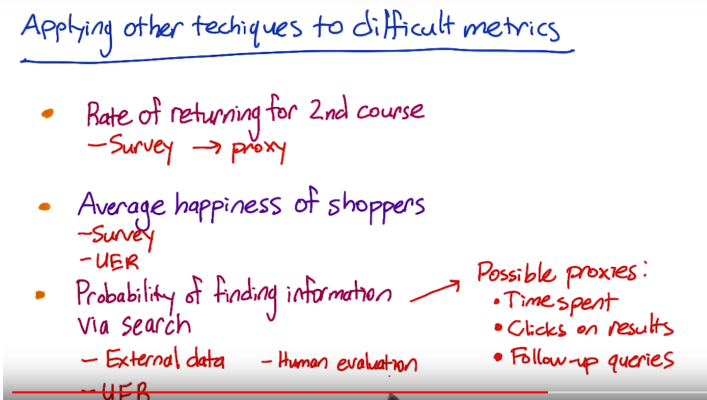 Applying other techiques to difficult metrics
• Rate of returning for 2nd course
- Survey → proxy
• Average happiness of shoppers
- Survey
- UER
• Probability of finding information
via search
- External data - Human evaluation
- UER
Possible proxies:
• Time spent
• Clicks on results
• Follow-up queries